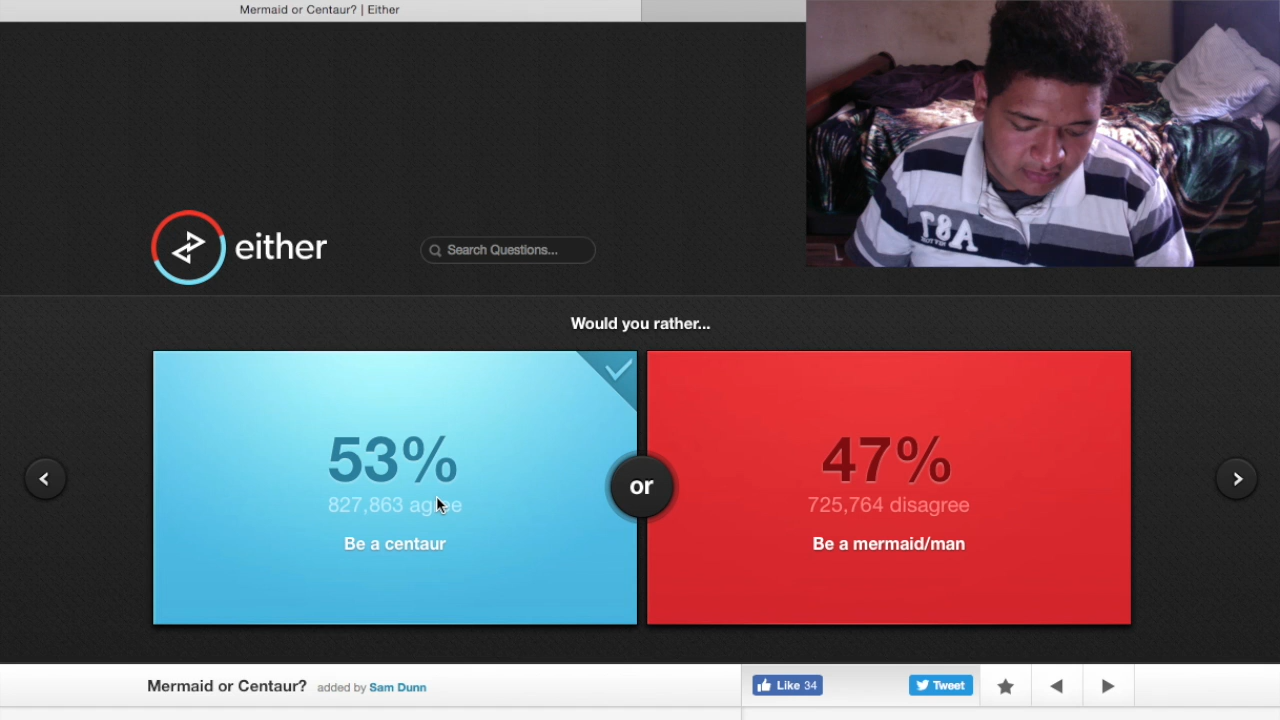 Mermaid or Centaur? | Either
A87
either
Search Questions...
Would you rather...
53%
827,863 agree
Be a centaur
or
47%
725,764 disagree
Be a mermaid/man
Mermaid or Centaur? added by Sam Dunn
Like 34
Tweet